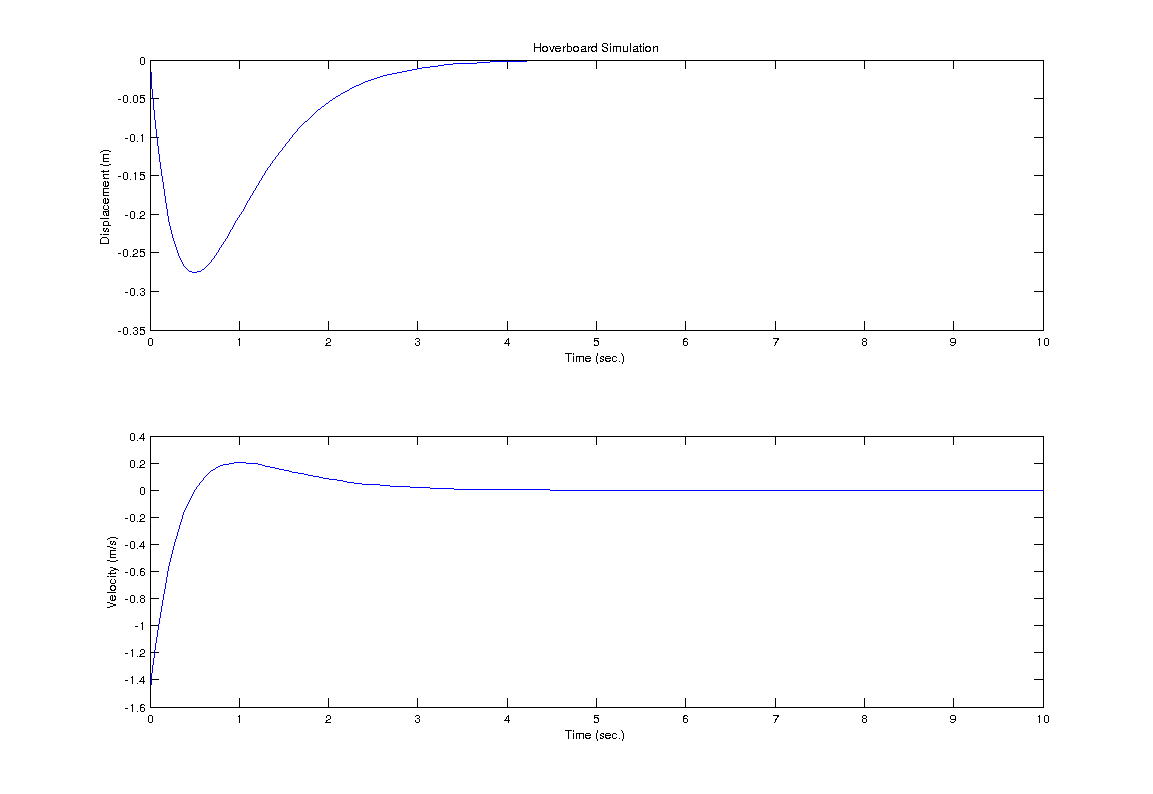 Hoverboard Simulation
0
-0.05
-0.1
-0.15
-0.2
-0.25
-0.3
-0.35
Displacement (m)
0 1 2 3 4 5 6 7 8 9 10
Time (sec.)
0.4
0.2
0
-0.2
-0.4
-0.6
-0.8
-1
-1.2
-1.4
-1.6
Velocity (m/s)
0 1 2 3 4 5 6 7 8 9 10
Time (sec.)